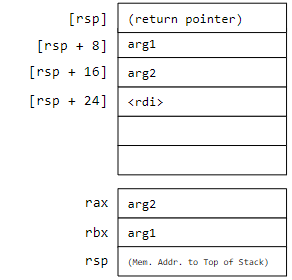 [rsp] (return pointer)
[rsp + 8] arg1
[rsp + 16] arg2
[rsp + 24] <rdi>
rax arg2
rbx arg1
rsp (Mem. Addr. to Top of Stack)